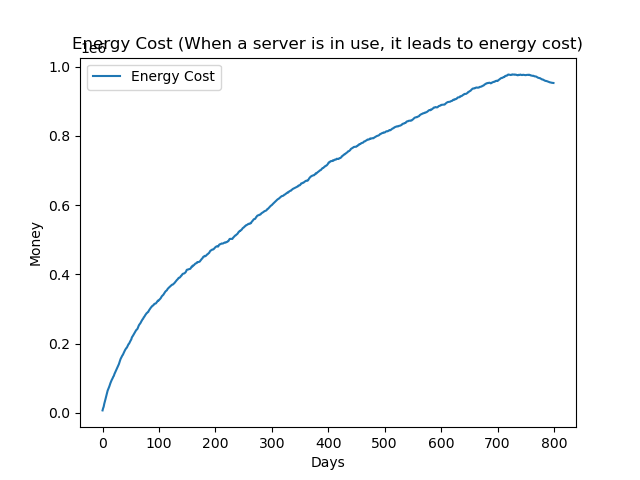 Energy Cost (When a server is in use, it leads to energy cost)
1e6
Energy Cost
1.0
0.8
0.6
0.4
0.2
0.0
Money
0 100 200 300 400 500 600 700 800
Days